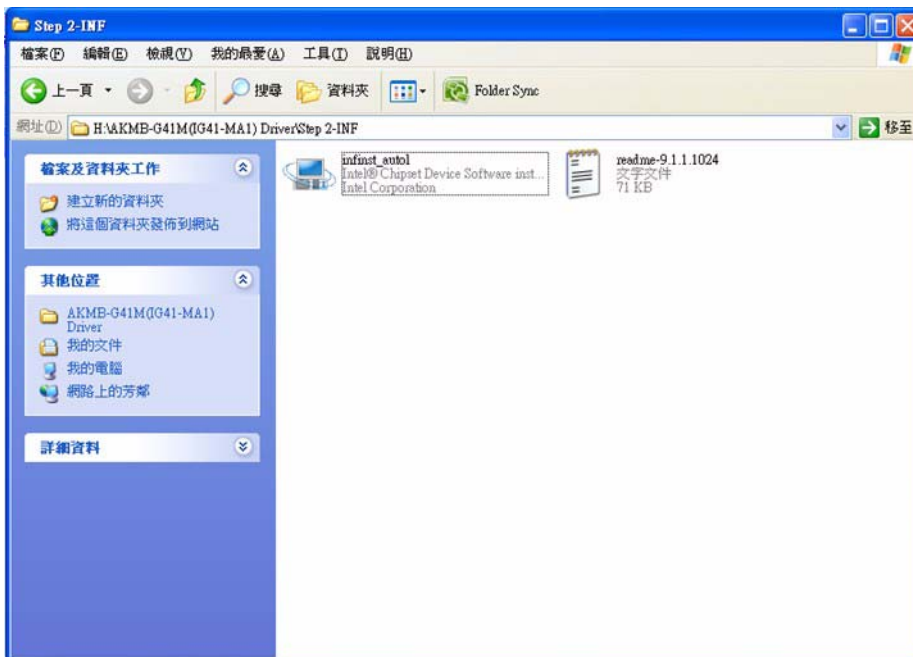 Step 2-INF
檔案(F) 編輯(E) 檢視(V) 我的最愛(A) 工具(T) 說明(H)
上一頁 搜尋 資料夾 Folder Sync
網址(D) H:\AKMB-G41M(IG41-MA1) Driver\Step 2-INF 移至
檔案及資料夾工作
建立新的資料夾
將這個資料夾發佈到網站
其他位置
AKMB-G41M(IG41-MA1)
Driver
我的文件
我的電腦
網路上的芳鄰
詳細資料
infinst_autol
Intel® Chipset Device Software inst...
Intel Corporation
readme-9.1.1.1024
文字文件
71 KB